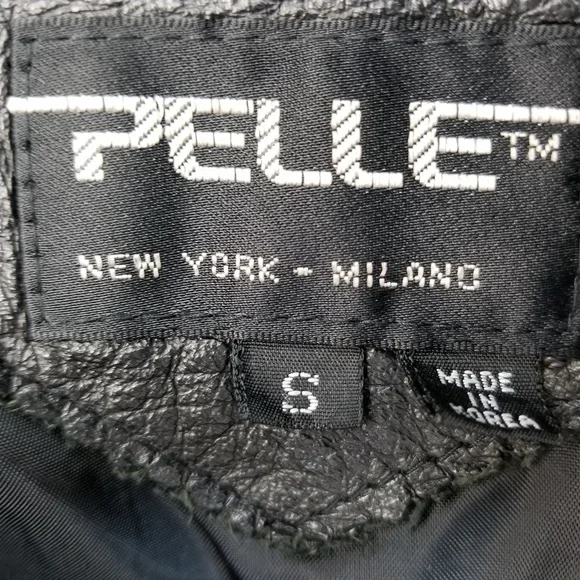 PELLE™
NEW YORK - MILANO
S
MADE
IN
KOREA